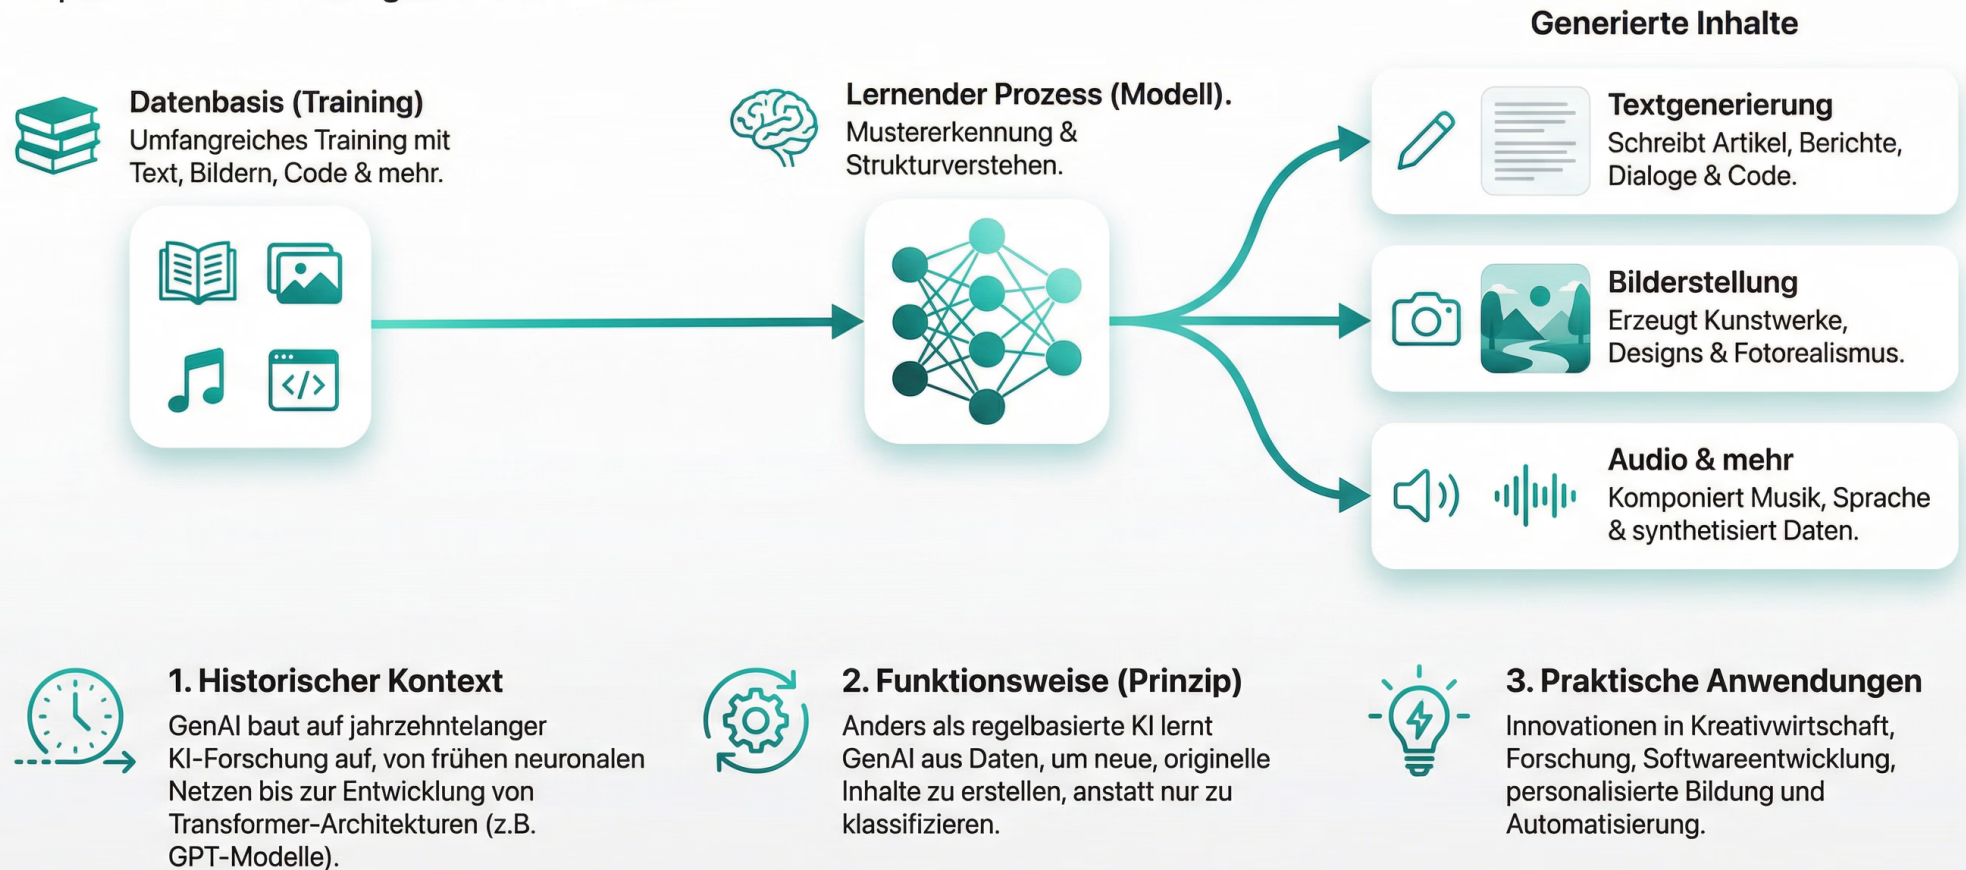 Generierte Inhalte
Datenbasis (Training)
Umfangreiches Training mit
Text, Bildern, Code & mehr.
Lernender Prozess (Modell).
Mustererkennung &
Strukturverstehen.
</>
Textgenerierung
Schreibt Artikel, Berichte,
Dialoge & Code.
Bilderstellung
Erzeugt Kunstwerke,
Designs & Fotorealismus.
Audio & mehr
Komponiert Musik, Sprache
& synthetisiert Daten.
1. Historischer Kontext
GenAI baut auf jahrzehntelanger
KI-Forschung auf, von frühen neuronalen
Netzen bis zur Entwicklung von
Transformer-Architekturen (z.B.
GPT-Modelle).
2. Funktionsweise (Prinzip)
Anders als regelbasierte KI lernt
GenAI aus Daten, um neue, originelle
Inhalte zu erstellen, anstatt nur zu
klassifizieren.
3. Praktische Anwendungen
Innovationen in Kreativwirtschaft,
Forschung, Softwareentwicklung,
personalisierte Bildung und
Automatisierung.